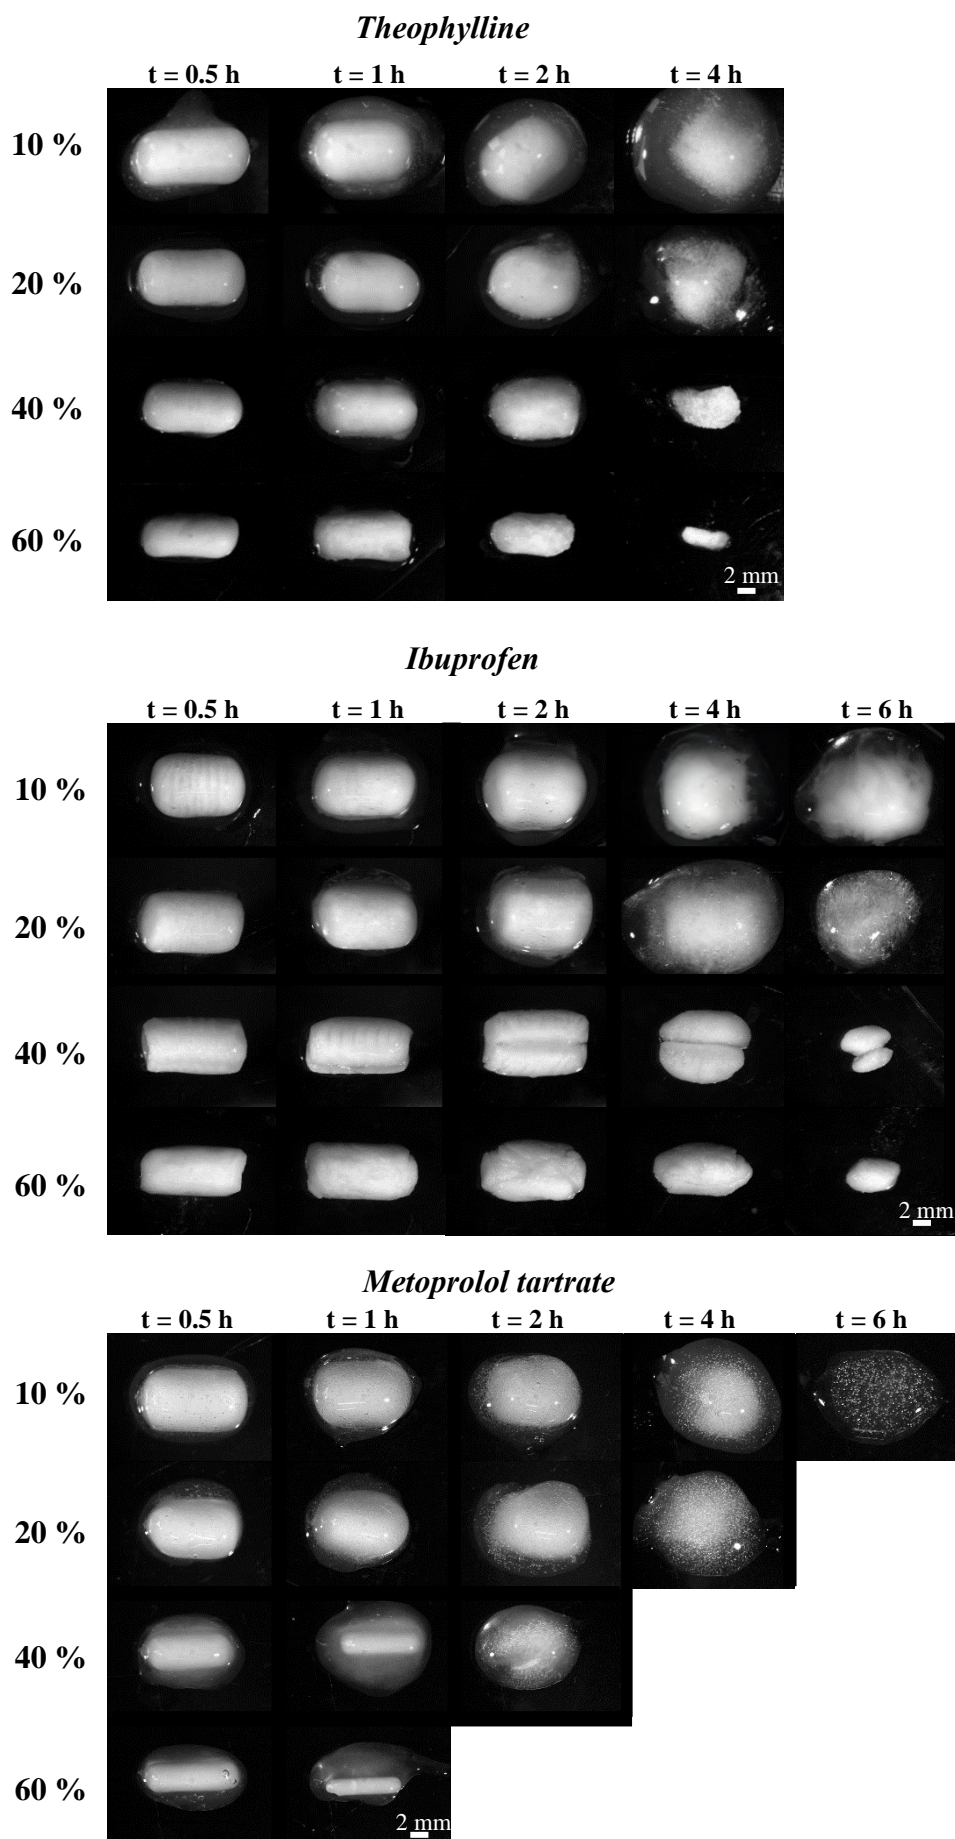 Theophylline
t = 0.5 h t = 1 h t = 2 h t = 4 h
10 %
20 %
40 %
60 %
2 mm
Ibuprofen
t = 0.5 h t = 1 h t = 2 h t = 4 h t = 6 h
10 %
20 %
40 %
60 %
2 mm
Metoprolol tartrate
t = 0.5 h t = 1 h t = 2 h t = 4 h t = 6 h
10 %
20 %
40 %
60 %
2 mm